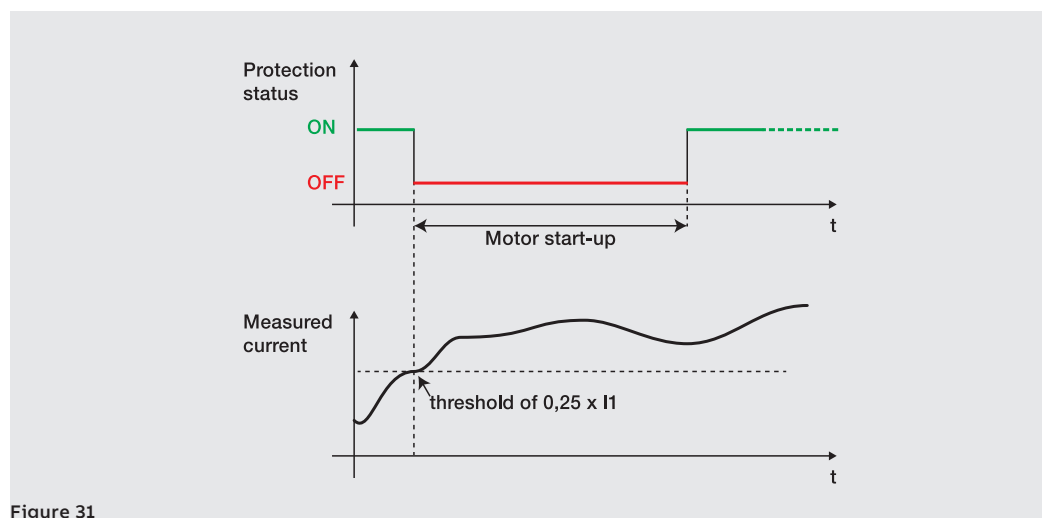 Protection
status
ON
OFF
t
Motor start-up
Measured
current
threshold of 0,25 x I1
t
Figure 31